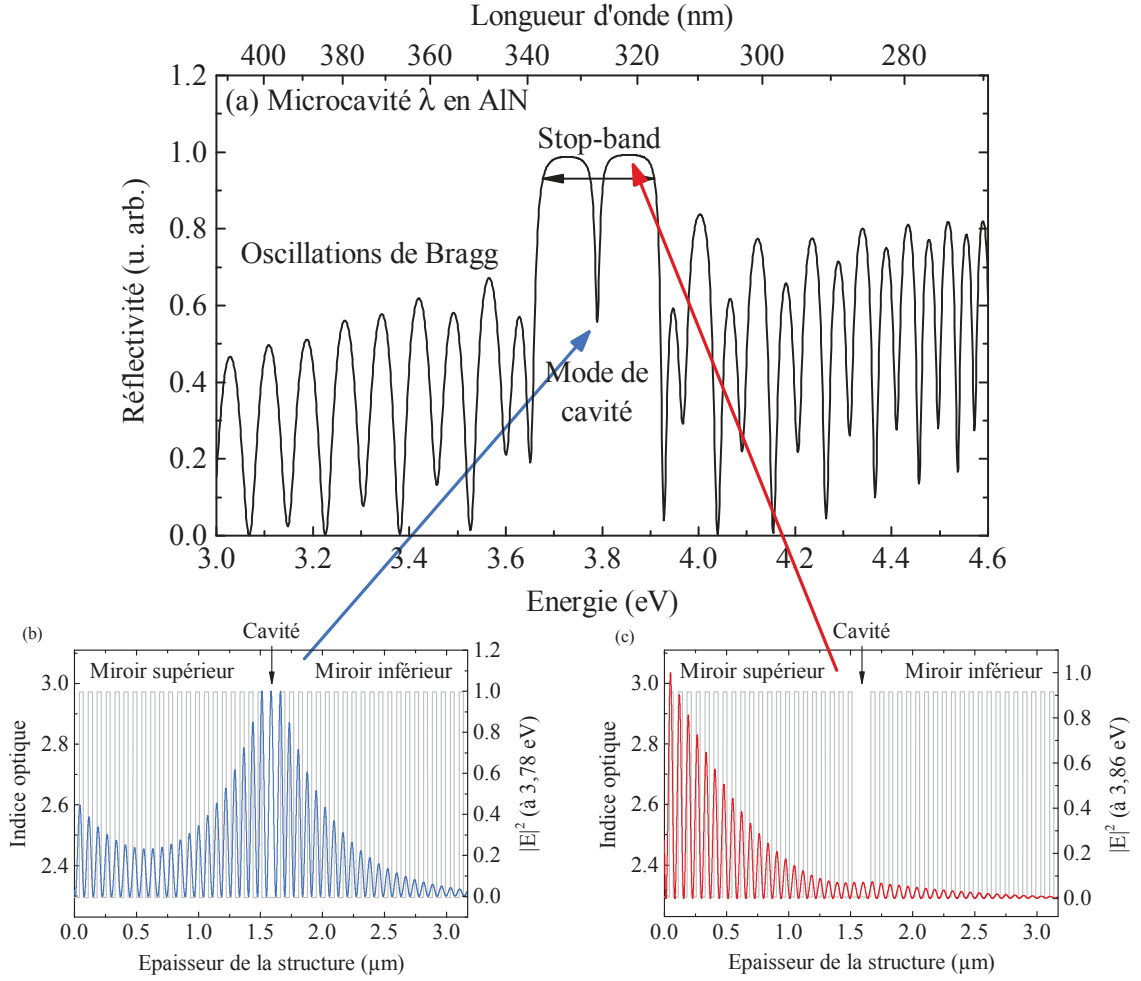 Longueur d'onde (nm)
400 380 360 340 320 300 280
(a) Microcavité λ en AlN
Stop-band
Oscillations de Bragg
Mode de
cavité
Réflectivité (u. arb.)
1.2
1.0
0.8
0.6
0.4
0.2
0.0
3.0 3.2 3.4 3.6 3.8 4.0 4.2 4.4 4.6
Energie (eV)
(b)
Cavité
Miroir supérieur Miroir inférieur
Indice optique
3.0
2.9
2.8
2.6
2.4
1.2
1.0
0.8
0.6
0.4
0.2
0.0
|E|² (à 3,78 eV)
0.0 0.5 1.0 1.5 2.0 2.5 3.0
Epaisseur de la structure (µm)
(c)
Cavité
Miroir supérieur Miroir inférieur
Indice optique
3.0
2.9
2.8
2.6
2.4
1.0
0.8
0.6
0.4
0.2
0.0
|E|² (à 3,86 eV)
0.0 0.5 1.0 1.5 2.0 2.5 3.0
Epaisseur de la structure (µm)